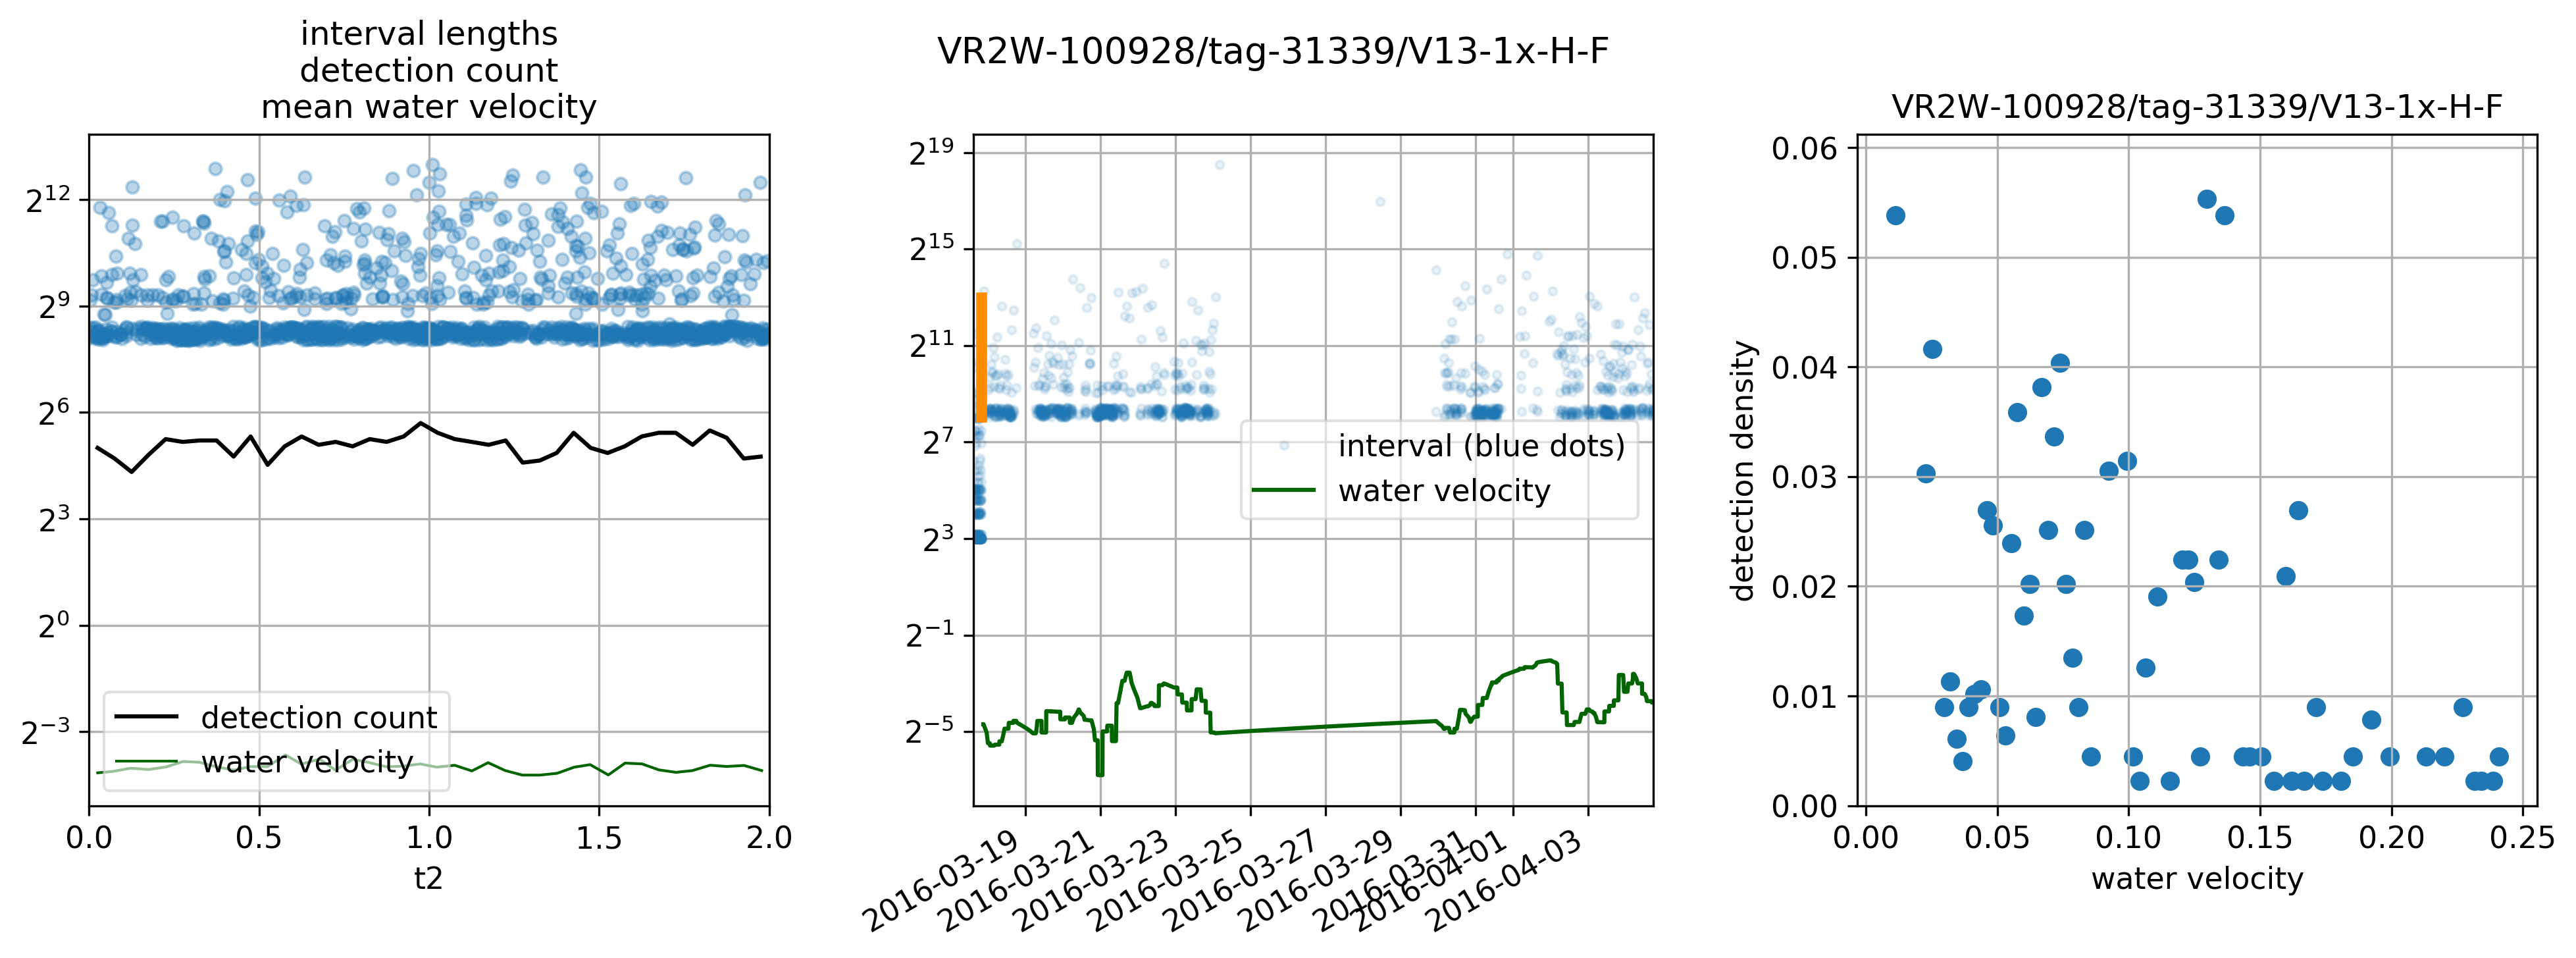 interval lengths
detection count
mean water velocity
2^12
2^9
2^6
2^3
2^0
2^-3
detection count
water velocity
0.0 0.5 1.0 1.5 2.0
t2
VR2W-100928/tag-31339/V13-1x-H-F
2^19
2^15
2^11
2^7
2^3
2^-1
2^-5
interval (blue dots)
water velocity
2016-03-19
2016-03-21
2016-03-23
2016-03-25
2016-03-27
2016-03-29
2016-03-31
2016-04-01
2016-04-03
VR2W-100928/tag-31339/V13-1x-H-F
detection density
0.06
0.05
0.04
0.03
0.02
0.01
0.00
0.00 0.05 0.10 0.15 0.20 0.25
water velocity